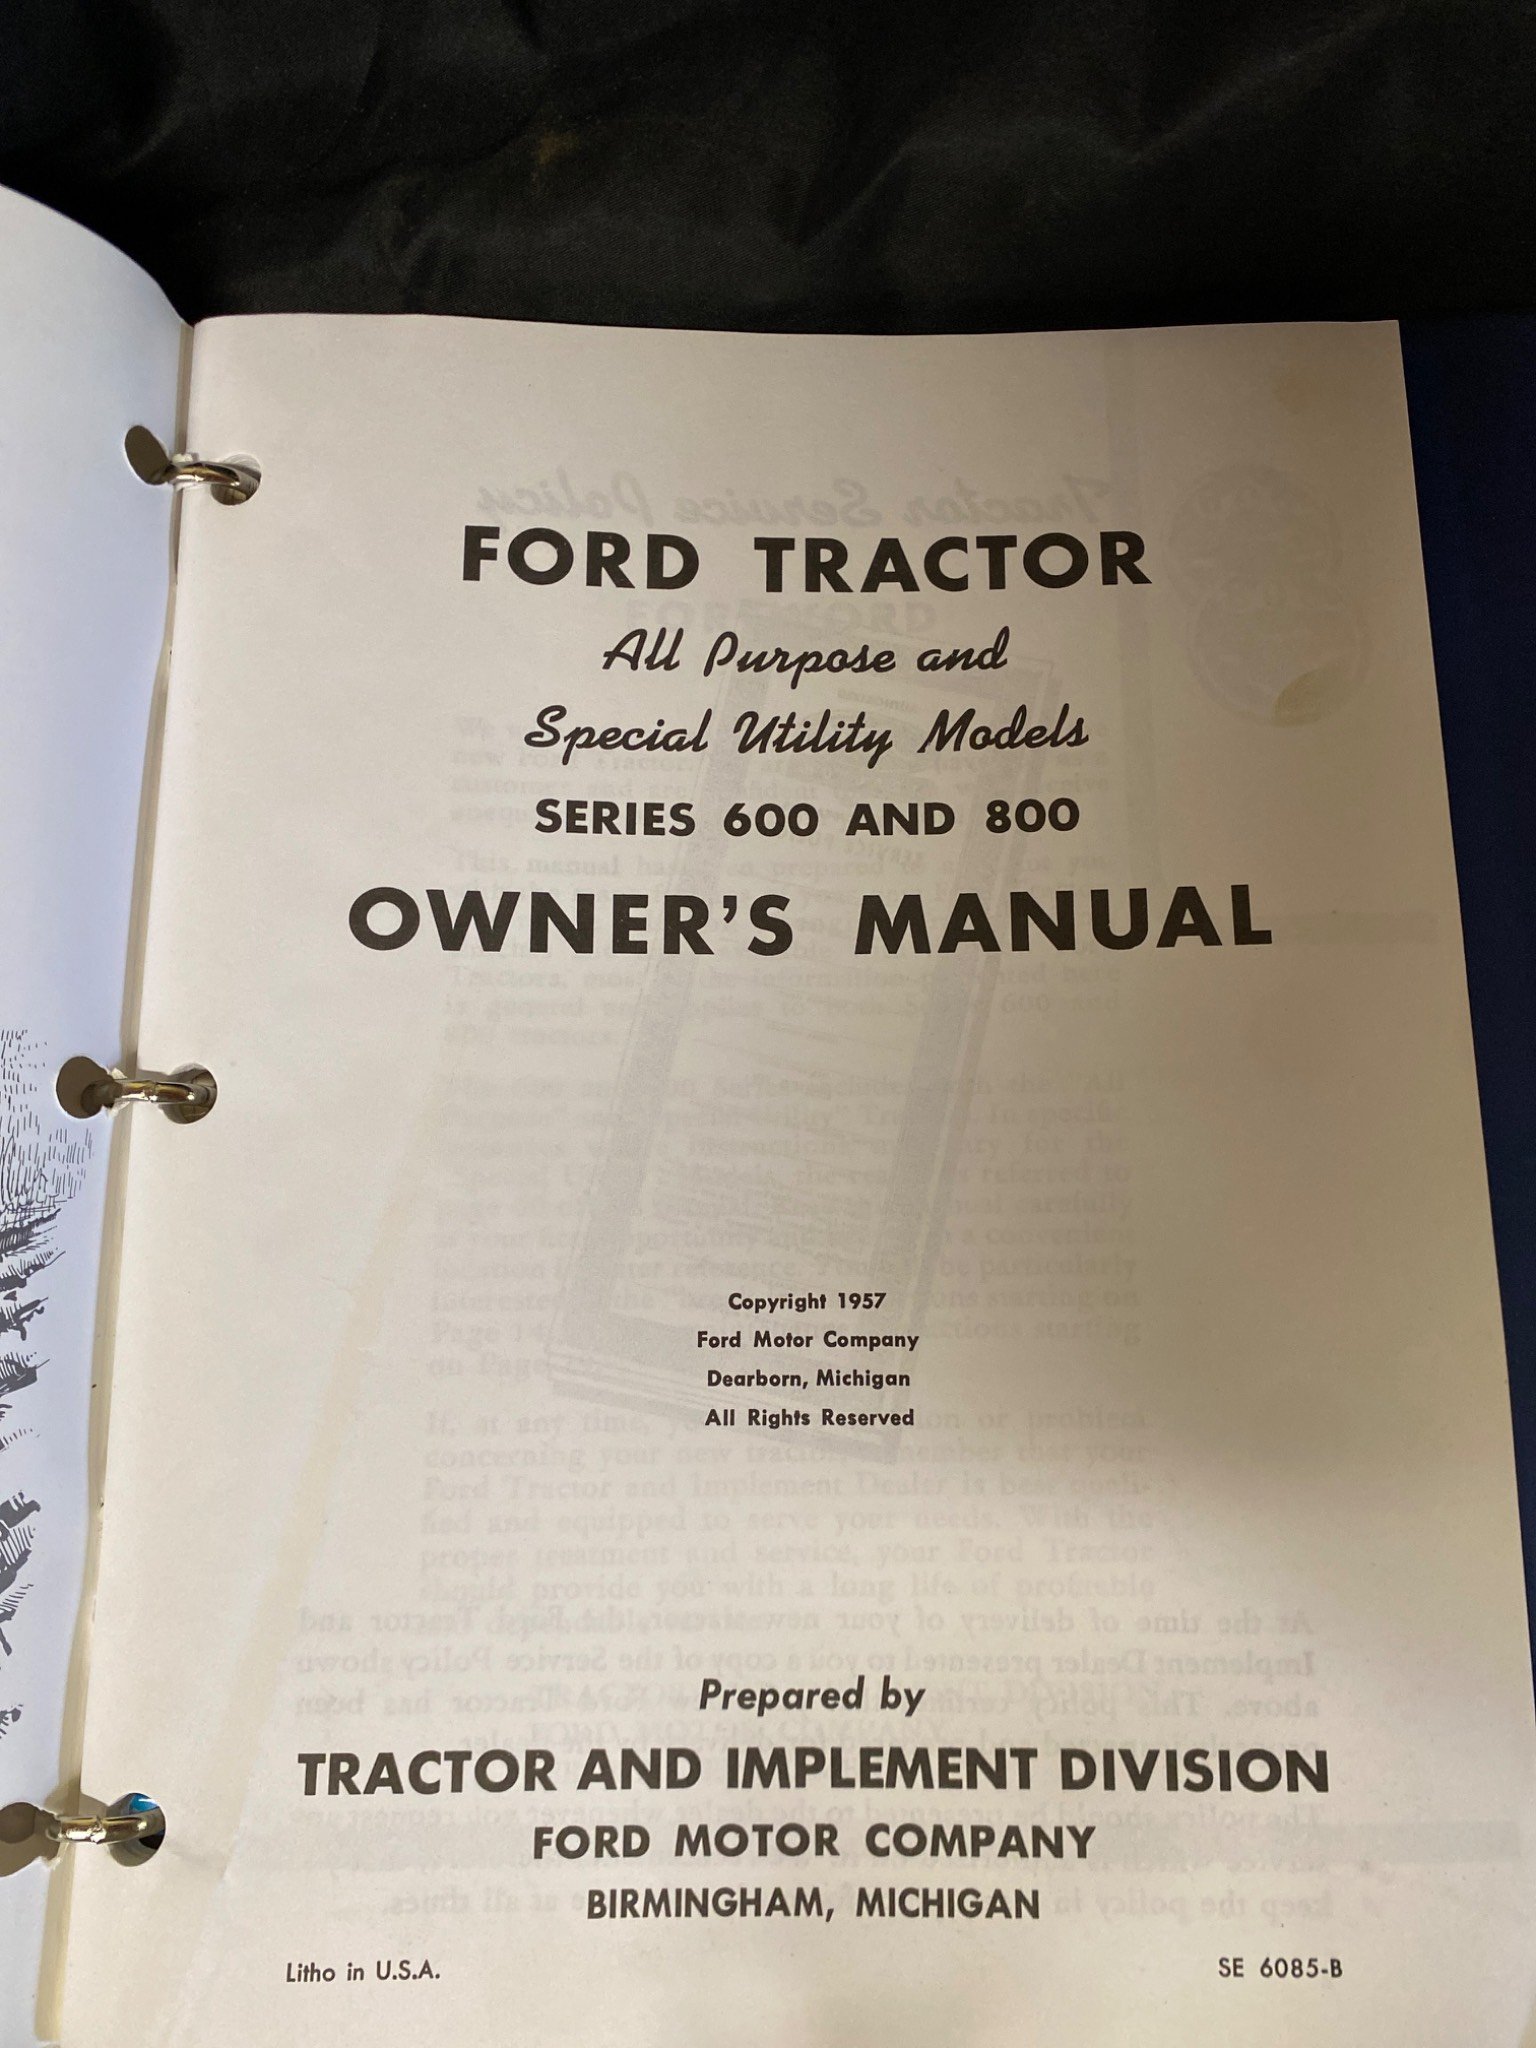 FORD TRACTOR
All Purpose and
Special Utility Models
SERIES 600 AND 800
OWNER'S MANUAL
Copyright 1957
Ford Motor Company
Dearborn, Michigan
All Rights Reserved
Prepared by
TRACTOR AND IMPLEMENT DIVISION
FORD MOTOR COMPANY
BIRMINGHAM, MICHIGAN
Litho in U.S.A.
SE 6085-B